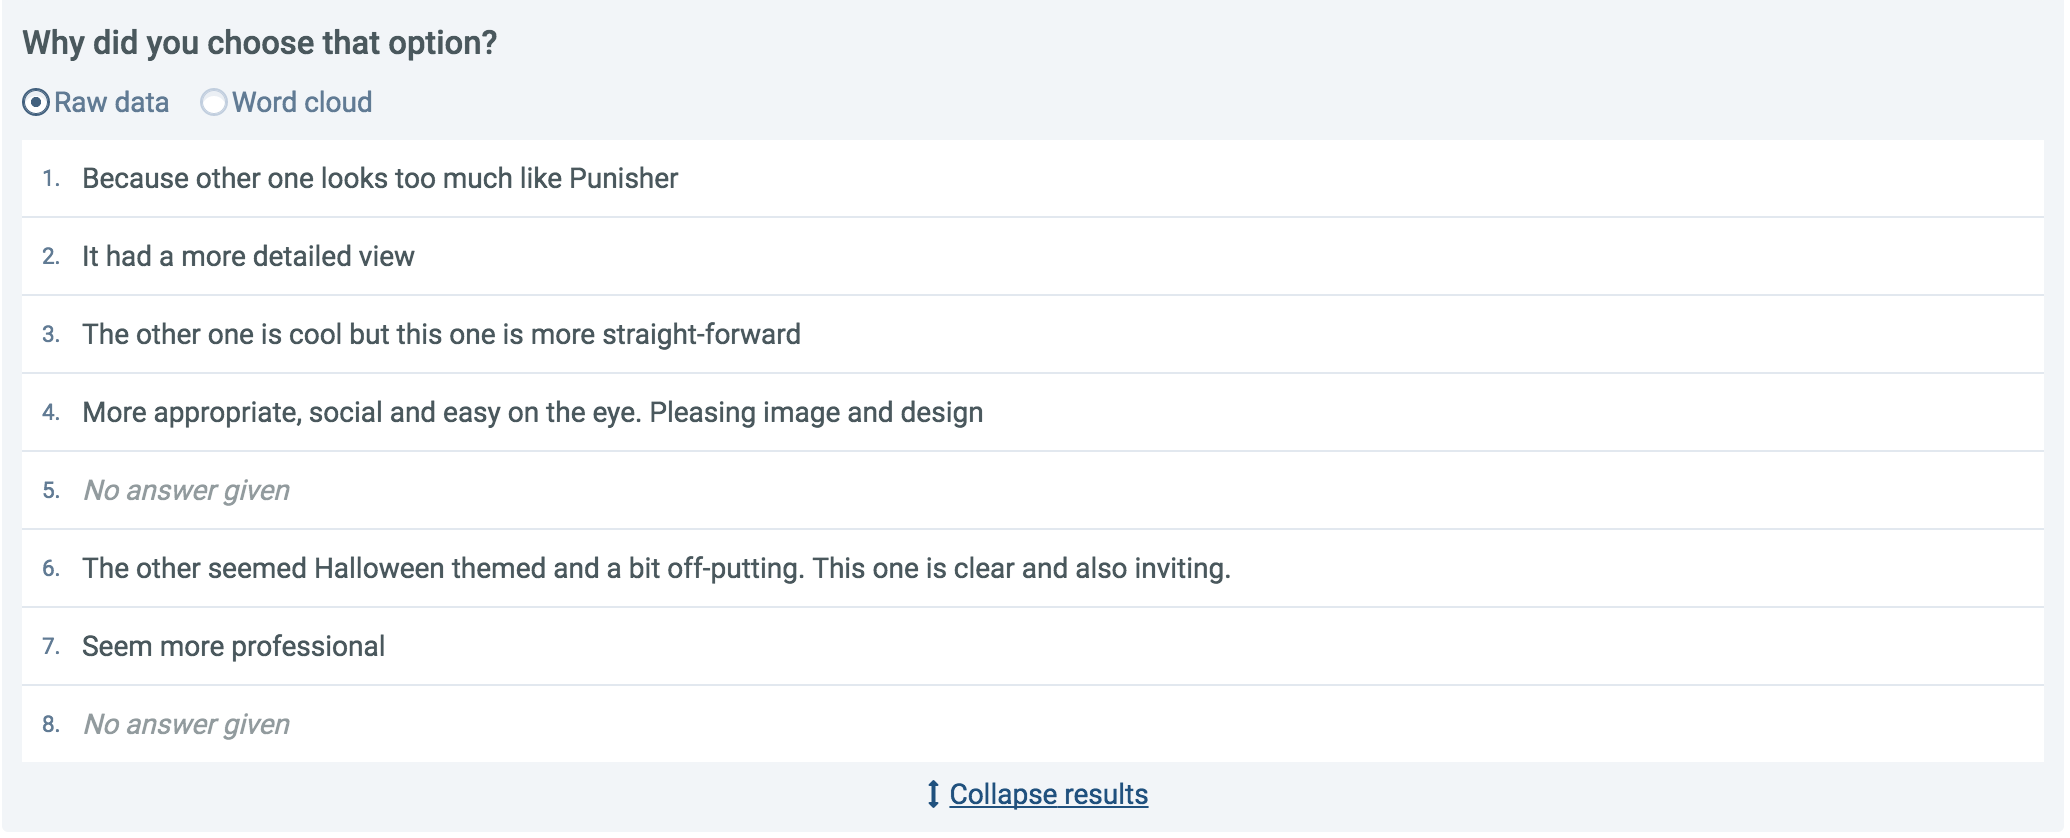 Why did you choose that option?
Raw data Word cloud
1. Because other one looks too much like Punisher
2. It had a more detailed view
3. The other one is cool but this one is more straight-forward
4. More appropriate, social and easy on the eye. Pleasing image and design
5. No answer given
6. The other seemed Halloween themed and a bit off-putting. This one is clear and also inviting.
7. Seem more professional
8. No answer given
Collapse results